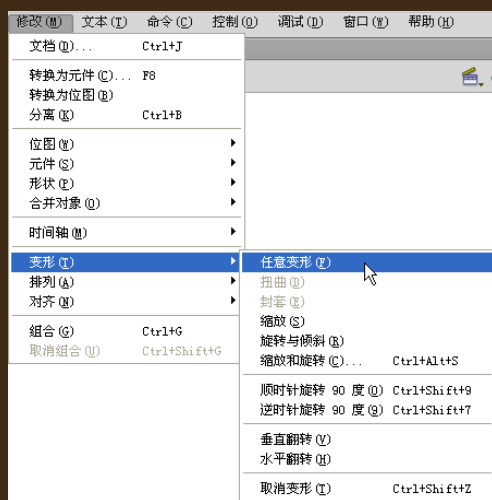 修改(M) 文本(T) 命令(C) 控制(O) 调试(D) 窗口(W) 帮助(H)
文档(D)... Ctrl+J
转换为元件(C)... F8
转换为位图(B)
分离(K) Ctrl+B
位图(W)
元件(S)
形状(P)
合并对象(O)
时间轴(M)
变形(T)
排列(A)
对齐(N)
组合(G) Ctrl+G
取消组合(U) Ctrl+Shift+G
任意变形(F)
扭曲(D)
封套(E)
缩放(S)
旋转与倾斜(R)
缩放和旋转(C)... Ctrl+Alt+S
顺时针旋转 90 度(0) Ctrl+Shift+9
逆时针旋转 90 度(9) Ctrl+Shift+7
垂直翻转(V)
水平翻转(H)
取消变形(T) Ctrl+Shift+Z